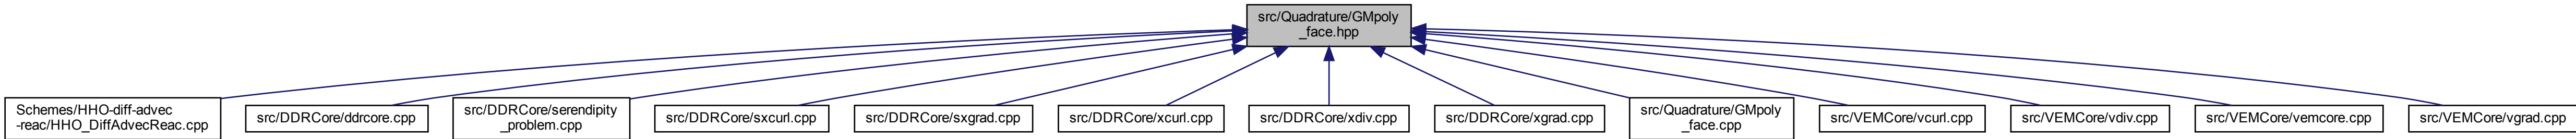 src/Quadrature/GMpoly
_face.hpp
Schemes/HHO-diff-advec
-reac/HHO_DiffAdvecReac.cpp
src/DDRCore/ddrcore.cpp
src/DDRCore/serendipity
_problem.cpp
src/DDRCore/sxcurl.cpp
src/DDRCore/sxgrad.cpp
src/DDRCore/xcurl.cpp
src/DDRCore/xdiv.cpp
src/DDRCore/xgrad.cpp
src/Quadrature/GMpoly
_face.cpp
src/VEMCore/vcurl.cpp
src/VEMCore/vdiv.cpp
src/VEMCore/vemcore.cpp
src/VEMCore/vgrad.cpp